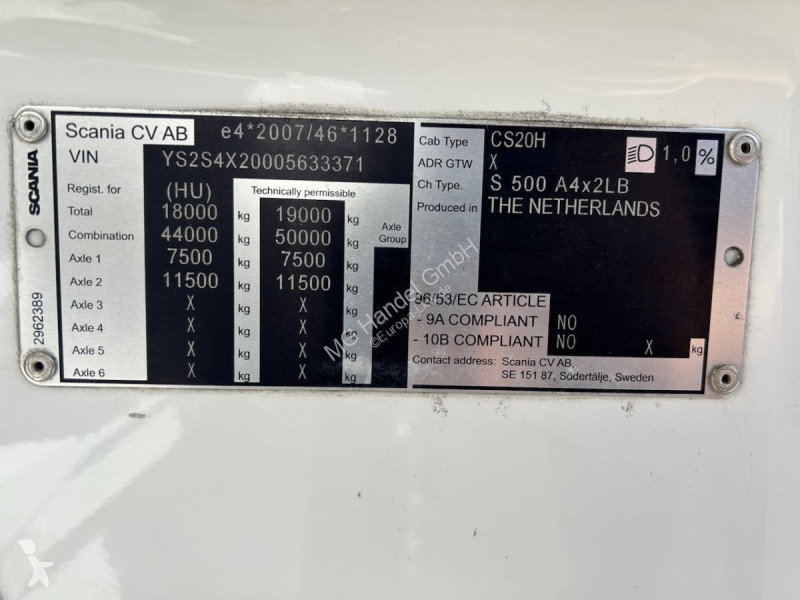 Scania CV AB e4*2007/46*1128
VIN YS2S4X20005633371
Regist. for (HU) Technically permissible
Total 18000 kg 19000 kg
Combination 44000 kg 50000 kg Axle Group
Axle 1 7500 kg 7500 kg
Axle 2 11500 kg 11500 kg
Axle 3 X kg X kg
Axle 4 X kg X kg
Axle 5 X kg X kg
Axle 6 X kg X kg
SCANIA
2962389
Cab Type CS20H 1,0 %
ADR GTW X
Ch Type. S 500 A4x2LB
Produced in THE NETHERLANDS
96/53/EC ARTICLE
- 9A COMPLIANT NO
- 10B COMPLIANT NO X kg
Contact address: Scania CV AB,
SE 151 87, Södertälje, Sweden
MG Handel GmbH